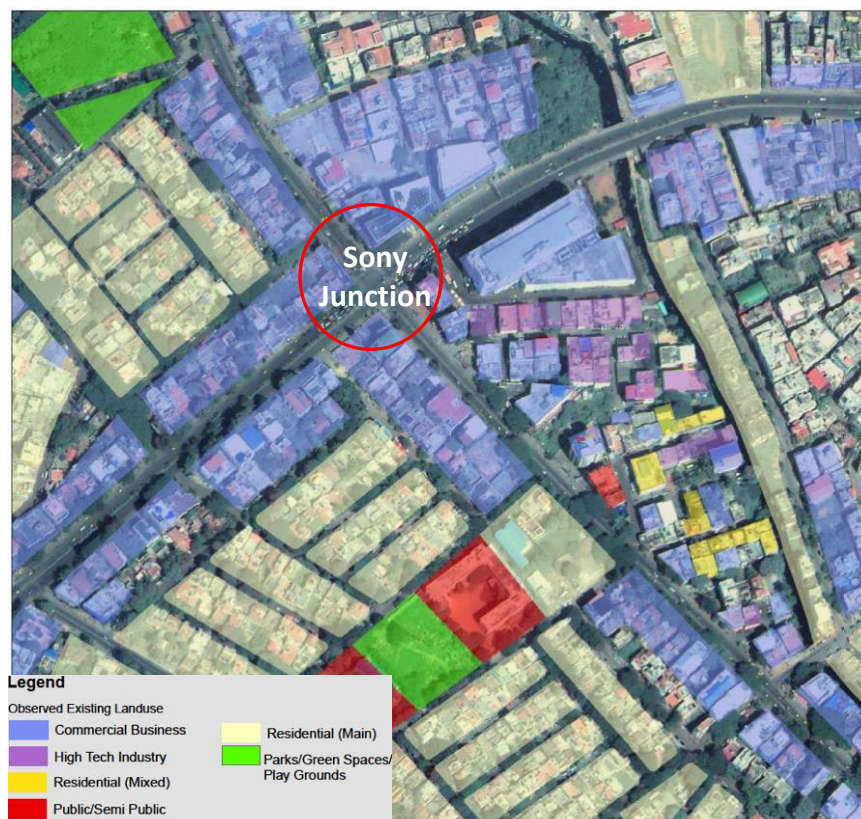 Sony
Junction
Legend
Observed Existing Landuse
Commercial Business
High Tech Industry
Residential (Mixed)
Public/Semi Public
Residential (Main)
Parks/Green Spaces/
Play Grounds